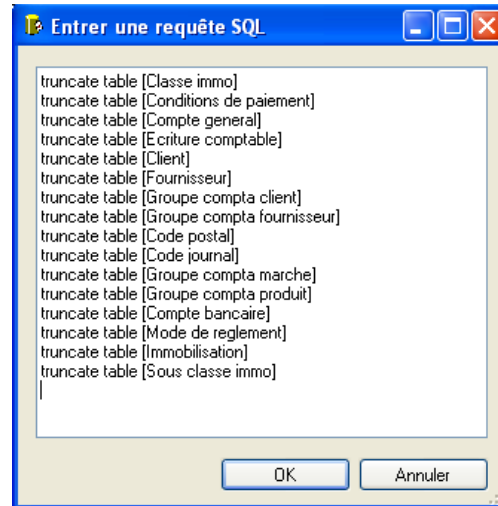 Entrer une requête SQL
truncate table [Classe immo]
truncate table [Conditions de paiement]
truncate table [Compte general]
truncate table [Ecriture comptable]
truncate table [Client]
truncate table [Fournisseur]
truncate table [Groupe compta client]
truncate table [Groupe compta fournisseur]
truncate table [Code postal]
truncate table [Code journal]
truncate table [Groupe compta marche]
truncate table [Groupe compta produit]
truncate table [Compte bancaire]
truncate table [Mode de reglement]
truncate table [Immobilisation]
truncate table [Sous classe immo]
OK Annuler